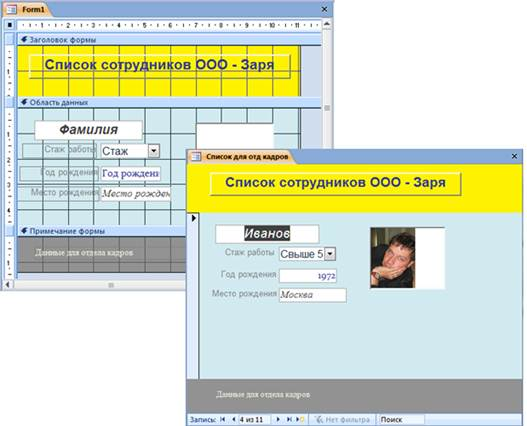 Form1
Заголовок формы
Список сотрудников ООО - Заря
Область данных
Фамилия
Стаж работы Стаж
Год рождения Год рожден
Место рождения Место рожден
Примечание формы
Данные для отдела кадров
Список для отд кадров
Список сотрудников ООО - Заря
Иванов
Стаж работы Свыше 5
Год рождения 1972
Место рождения Москва
Данные для отдела кадров
Запись: 4 из 11 Нет фильтра Поиск